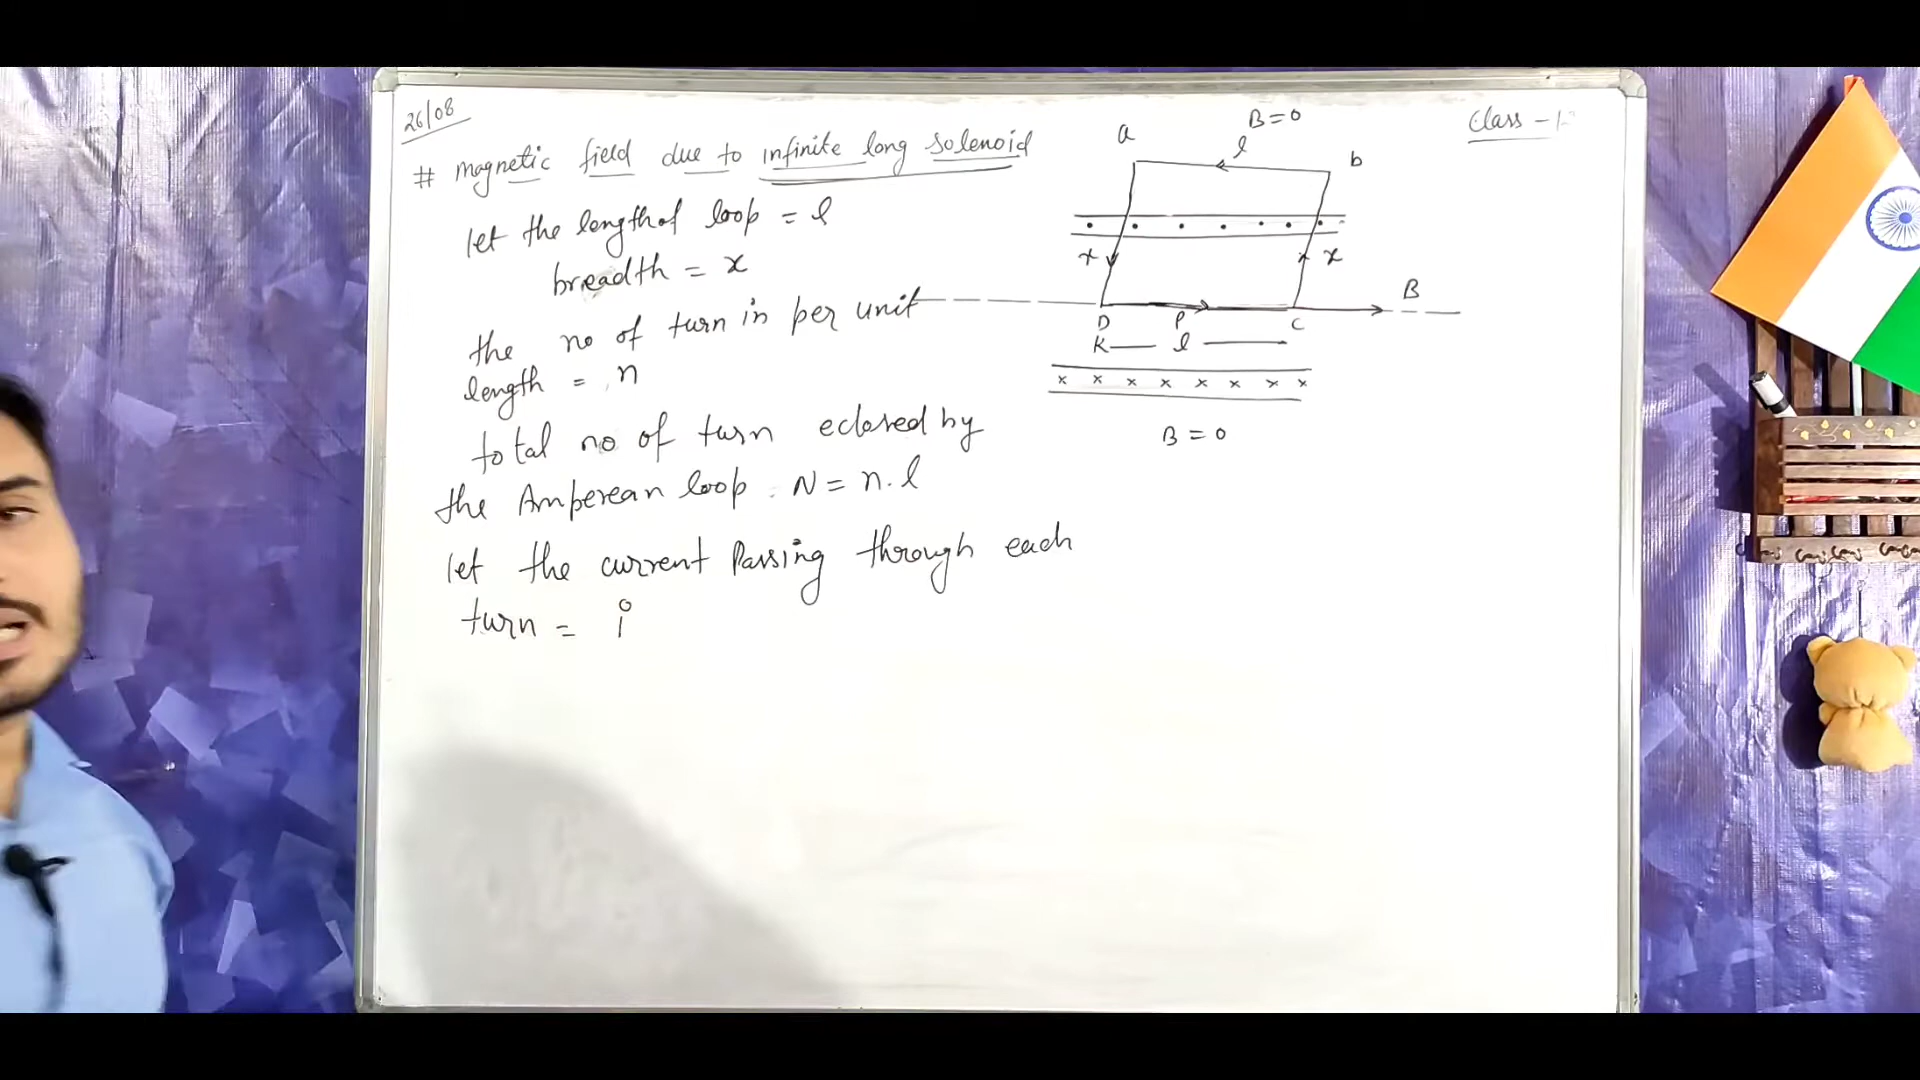 26/08
# magnetic field due to infinite long solenoid
let the length of loop = l
breadth = x
the no of turn in per unit
length = n
total no of turn eclosed by
the Amperean loop. N = n.l
let the current Passing through each
turn = i
Class -
B=0
a l b
x x
B
D P C
K l
x x x x x x x x
B = 0